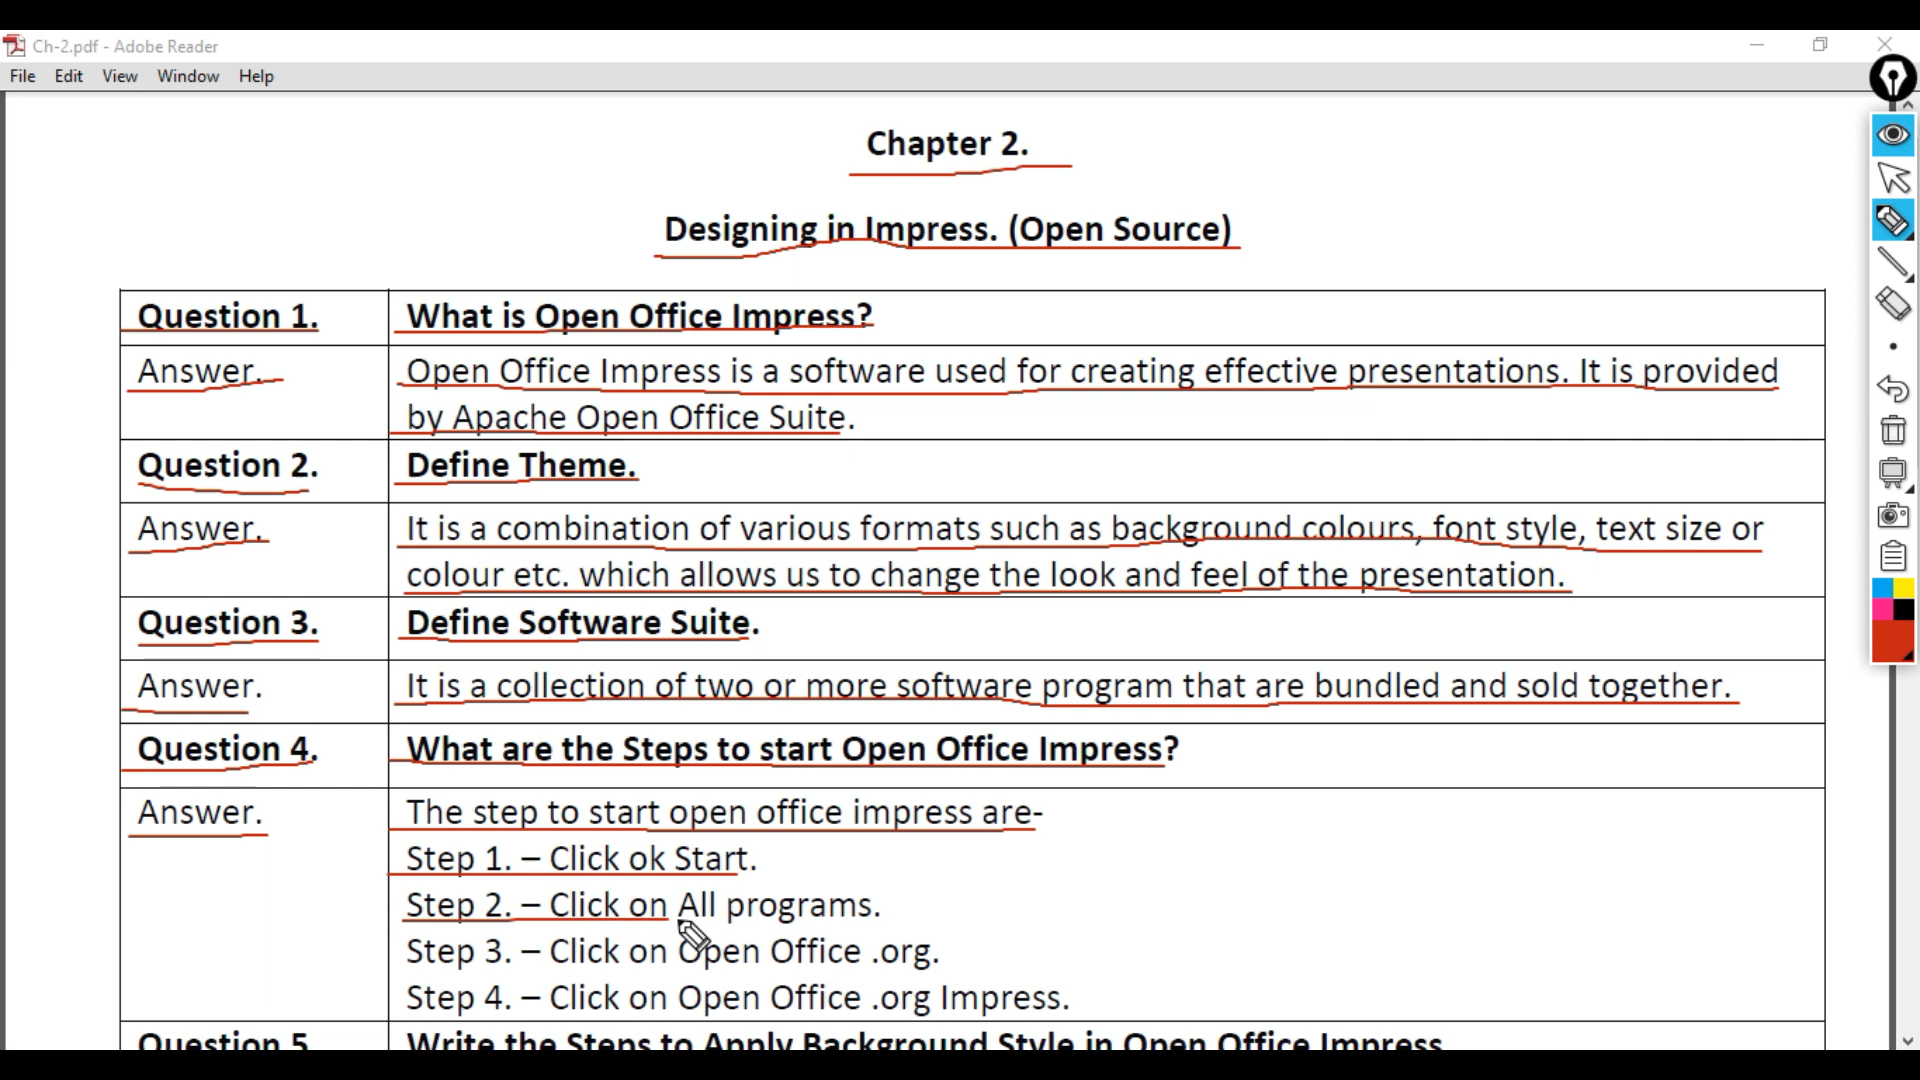 Ch-2.pdf - Adobe Reader
File Edit View Window Help
Chapter 2.
Designing in Impress. (Open Source)
Question 1. What is Open Office Impress?
Answer. Open Office Impress is a software used for creating effective presentations. It is provided
by Apache Open Office Suite.
Question 2. Define Theme.
Answer. It is a combination of various formats such as background colours, font style, text size or
colour etc. which allows us to change the look and feel of the presentation.
Question 3. Define Software Suite.
Answer. It is a collection of two or more software program that are bundled and sold together.
Question 4. What are the Steps to start Open Office Impress?
Answer. The step to start open office impress are-
Step 1. – Click ok Start.
Step 2. – Click on All programs.
Step 3. – Click on Open Office .org.
Step 4. – Click on Open Office .org Impress.
Question 5 Write the Steps to Apply Background Style in Open Office Impress